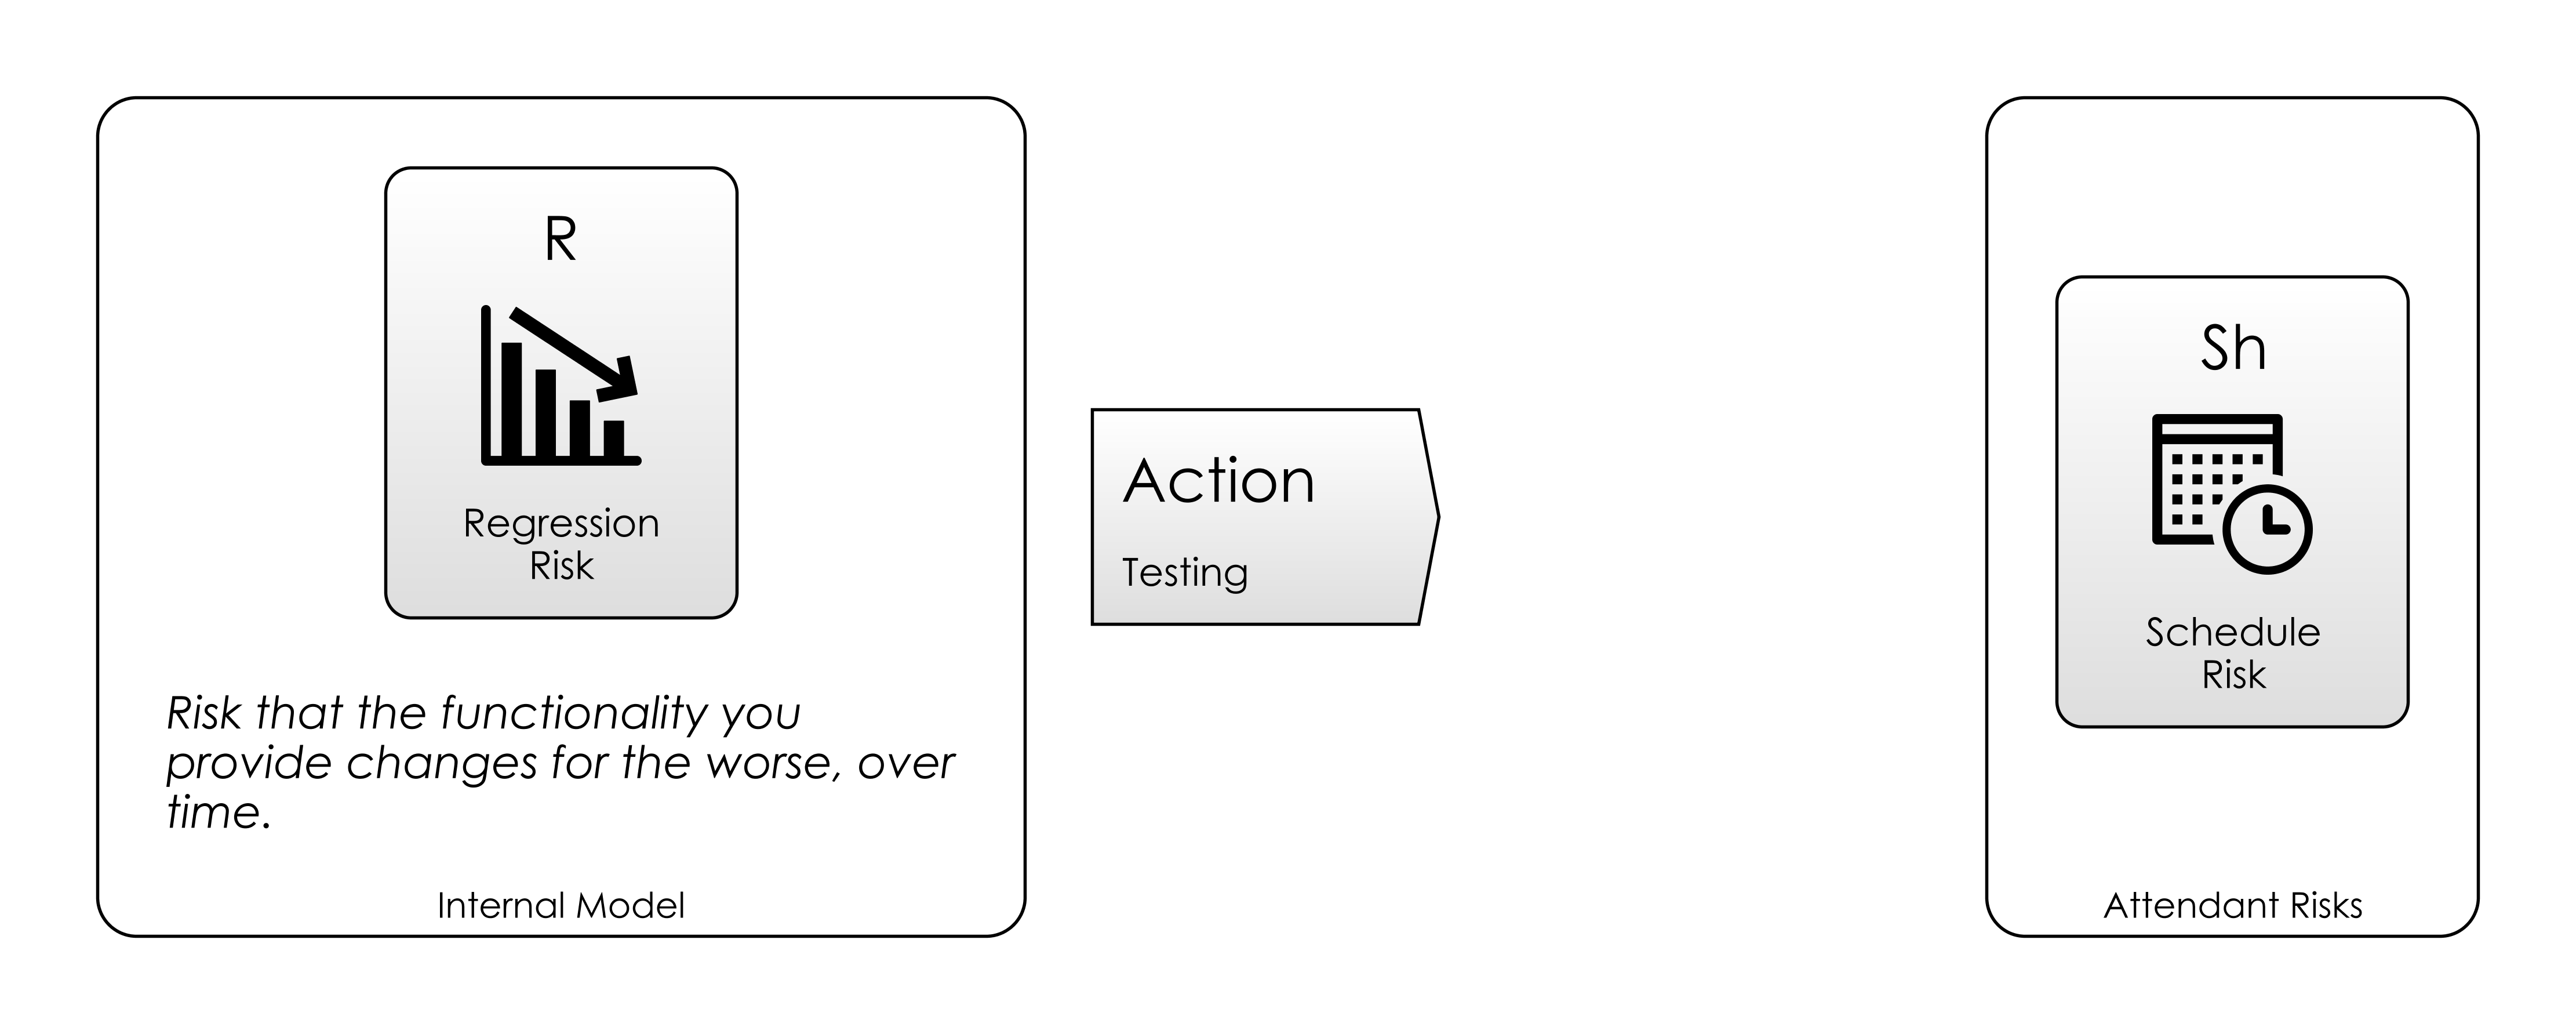 R
Regression
Risk
Risk that the functionality you
provide changes for the worse, over
time.
Internal Model
Action
Testing
Sh
Schedule
Risk
Attendant Risks